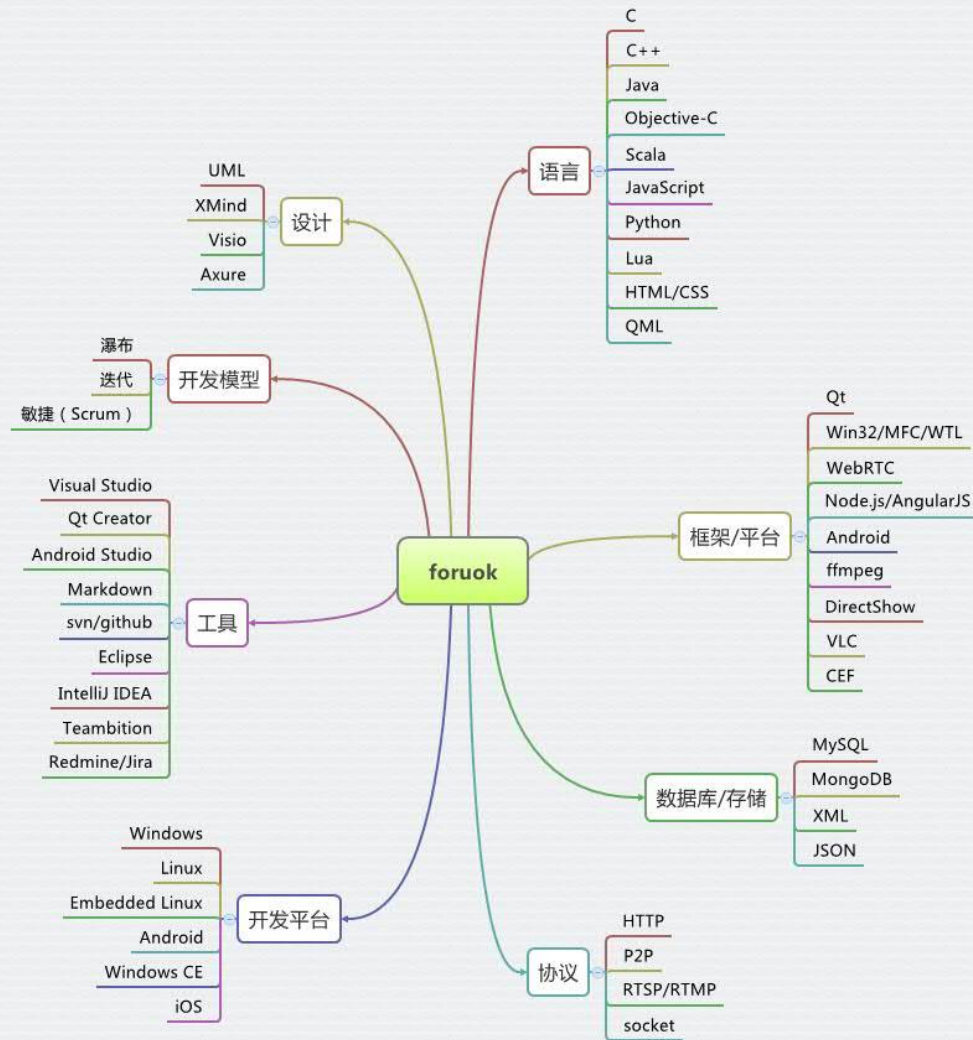 foruok
语言
C
C++
Java
Objective-C
Scala
JavaScript
Python
Lua
HTML/CSS
QML
框架/平台
Qt
Win32/MFC/WTL
WebRTC
Node.js/AngularJS
Android
ffmpeg
DirectShow
VLC
CEF
数据库/存储
MySQL
MongoDB
XML
JSON
协议
HTTP
P2P
RTSP/RTMP
socket
设计
UML
XMind
Visio
Axure
开发模型
瀑布
迭代
敏捷（Scrum）
工具
Visual Studio
Qt Creator
Android Studio
Markdown
svn/github
Eclipse
IntelliJ IDEA
Teambition
Redmine/Jira
开发平台
Windows
Linux
Embedded Linux
Android
Windows CE
iOS